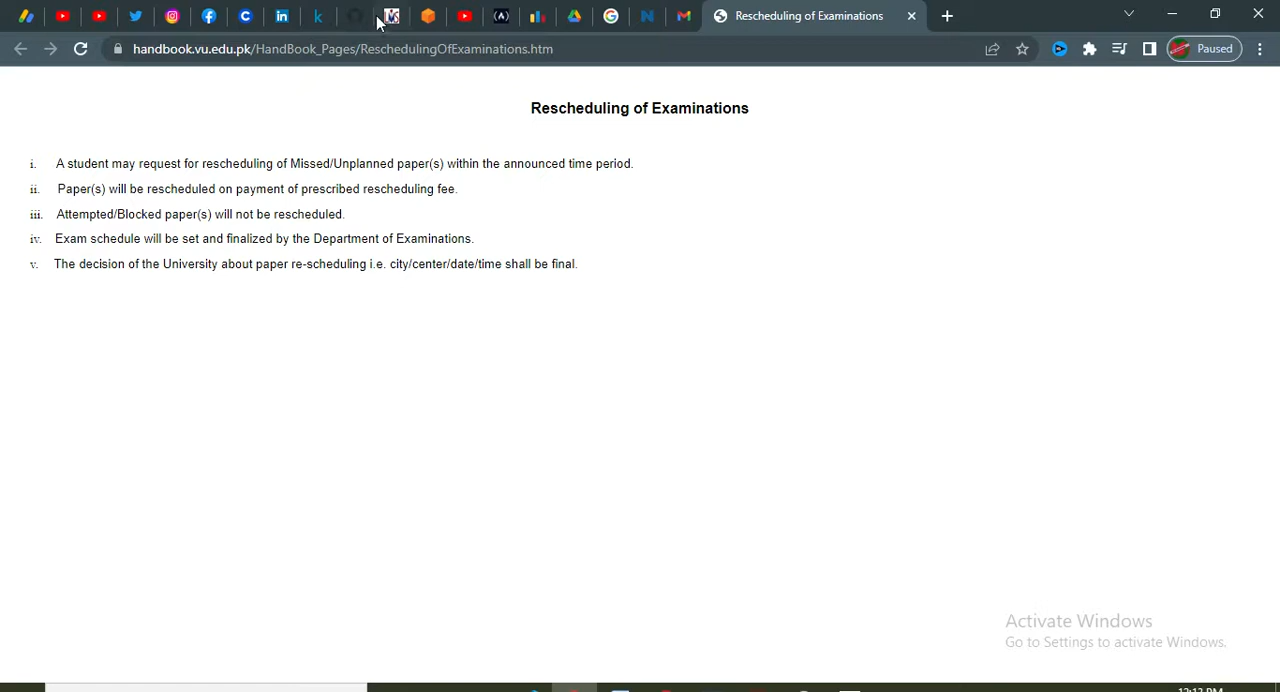 Rescheduling of Examinations
handbook.vu.edu.pk/HandBook_Pages/ReschedulingOfExaminations.htm
Paused
Rescheduling of Examinations
i. A student may request for rescheduling of Missed/Unplanned paper(s) within the announced time period.
ii. Paper(s) will be rescheduled on payment of prescribed rescheduling fee.
iii. Attempted/Blocked paper(s) will not be rescheduled.
iv. Exam schedule will be set and finalized by the Department of Examinations.
v. The decision of the University about paper re-scheduling i.e. city/center/date/time shall be final.
Activate Windows
Go to Settings to activate Windows.